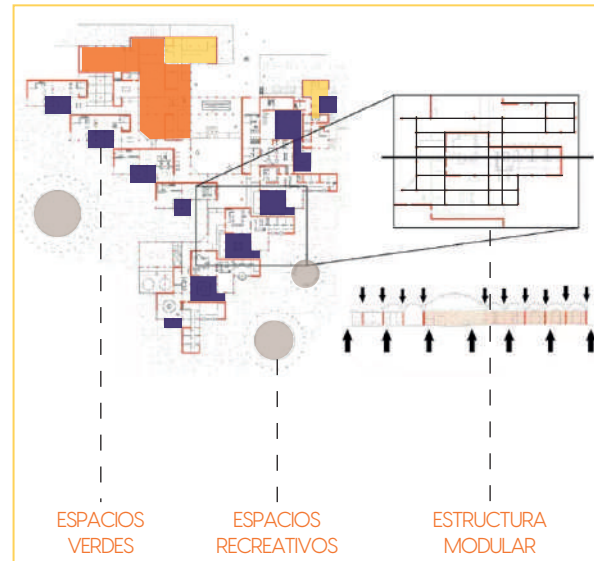 ESPACIOS
VERDES
ESPACIOS
RECREATIVOS
ESTRUCTURA
MODULAR